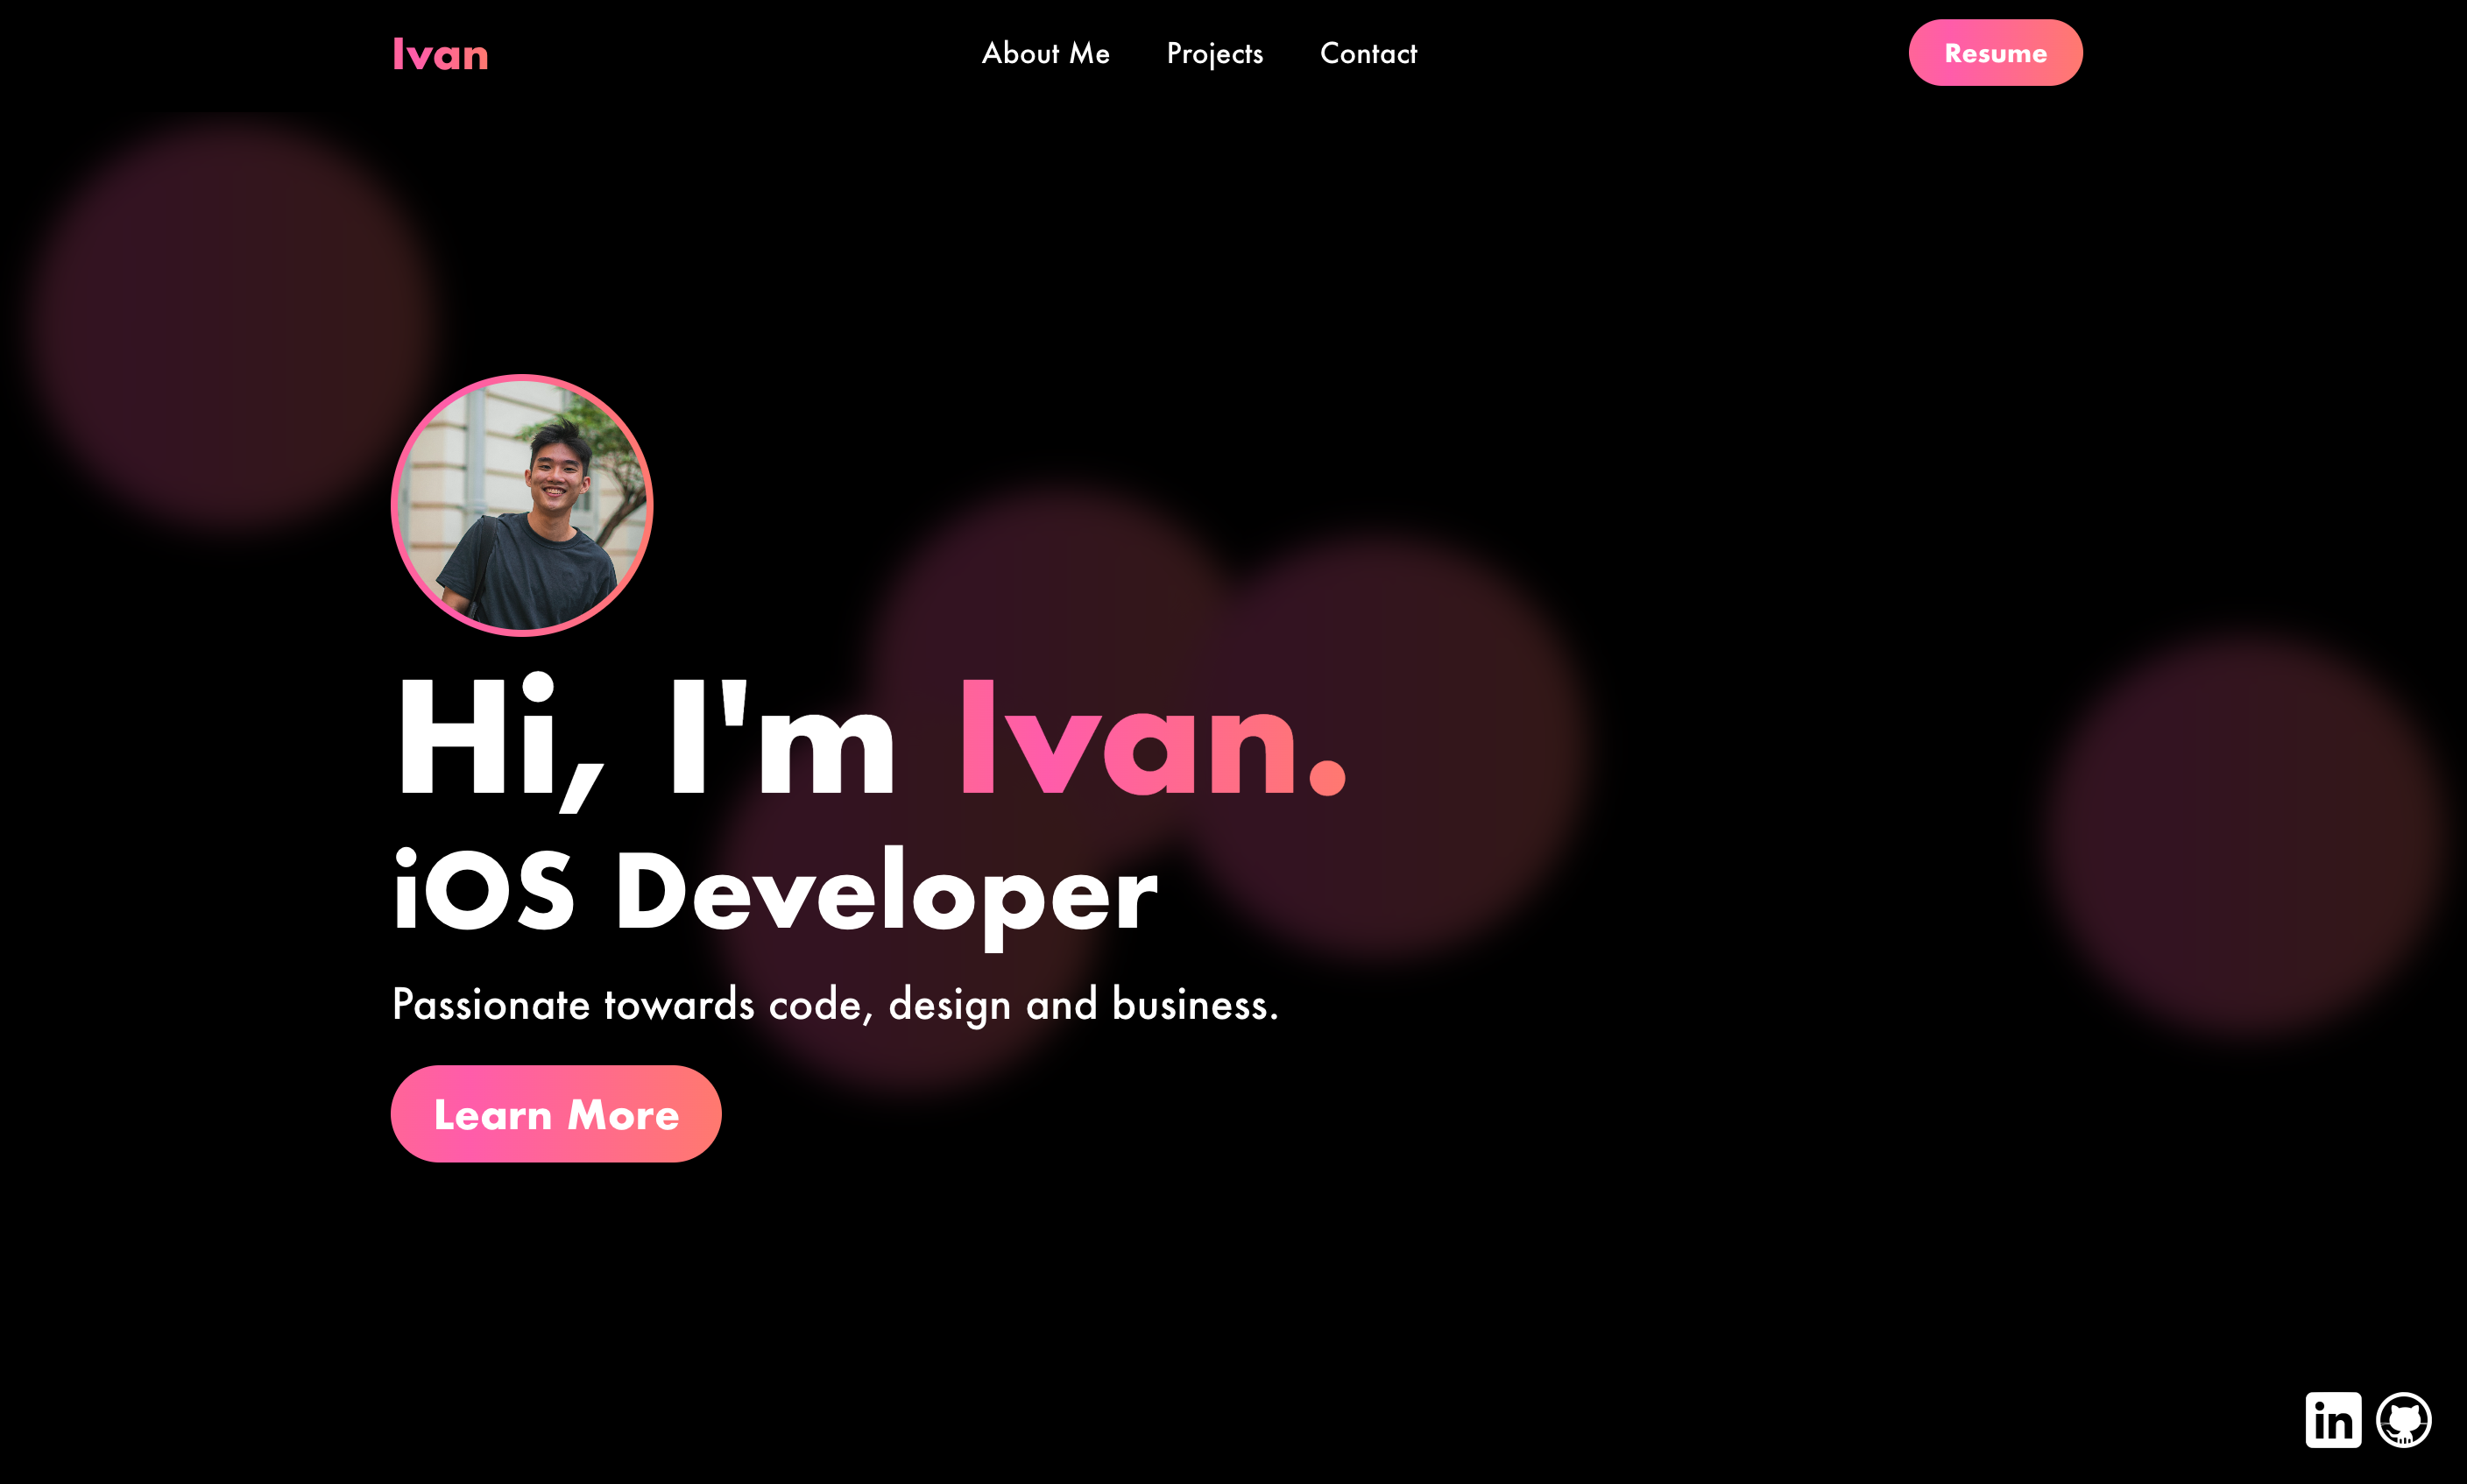 Ivan
About Me
Projects
Contact
Resume
Hi, I'm Ivan.
iOS Developer
Passionate towards code, design and business.
Learn More
in